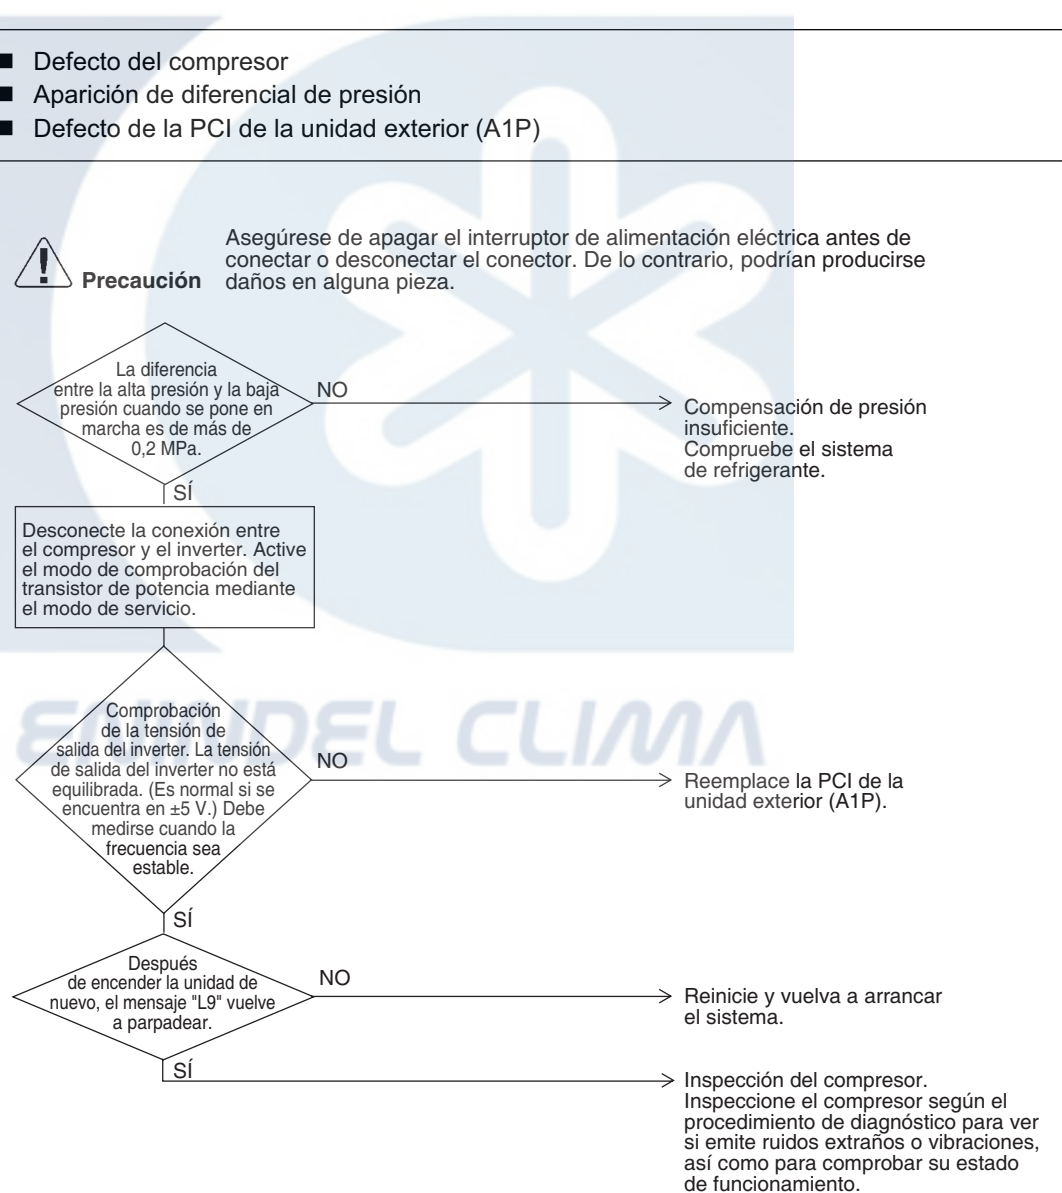 ■ Defecto del compresor
■ Aparición de diferencial de presión
■ Defecto de la PCI de la unidad exterior (A1P)
Asegúrese de apagar el interruptor de alimentación eléctrica antes de
conectar o desconectar el conector. De lo contrario, podrían producirse
Precaución daños en alguna pieza.
La diferencia
entre la alta presión y la baja
presión cuando se pone en
marcha es de más de
0,2 MPa.
NO
Compensación de presión
insuficiente.
Compruebe el sistema
de refrigerante.
SÍ
Desconecte la conexión entre
el compresor y el inverter. Active
el modo de comprobación del
transistor de potencia mediante
el modo de servicio.
ENINDEL CLIMA
Comprobación
de la tensión de
salida del inverter. La tensión
de salida del inverter no está
equilibrada. (Es normal si se
encuentra en ±5 V.) Debe
medirse cuando la
frecuencia sea
estable.
NO
Reemplace la PCI de la
unidad exterior (A1P).
SÍ
Después
de encender la unidad de
nuevo, el mensaje "L9" vuelve
a parpadear.
NO
Reinicie y vuelva a arrancar
el sistema.
SÍ
Inspección del compresor.
Inspeccione el compresor según el
procedimiento de diagnóstico para ver
si emite ruidos extraños o vibraciones,
así como para comprobar su estado
de funcionamiento.